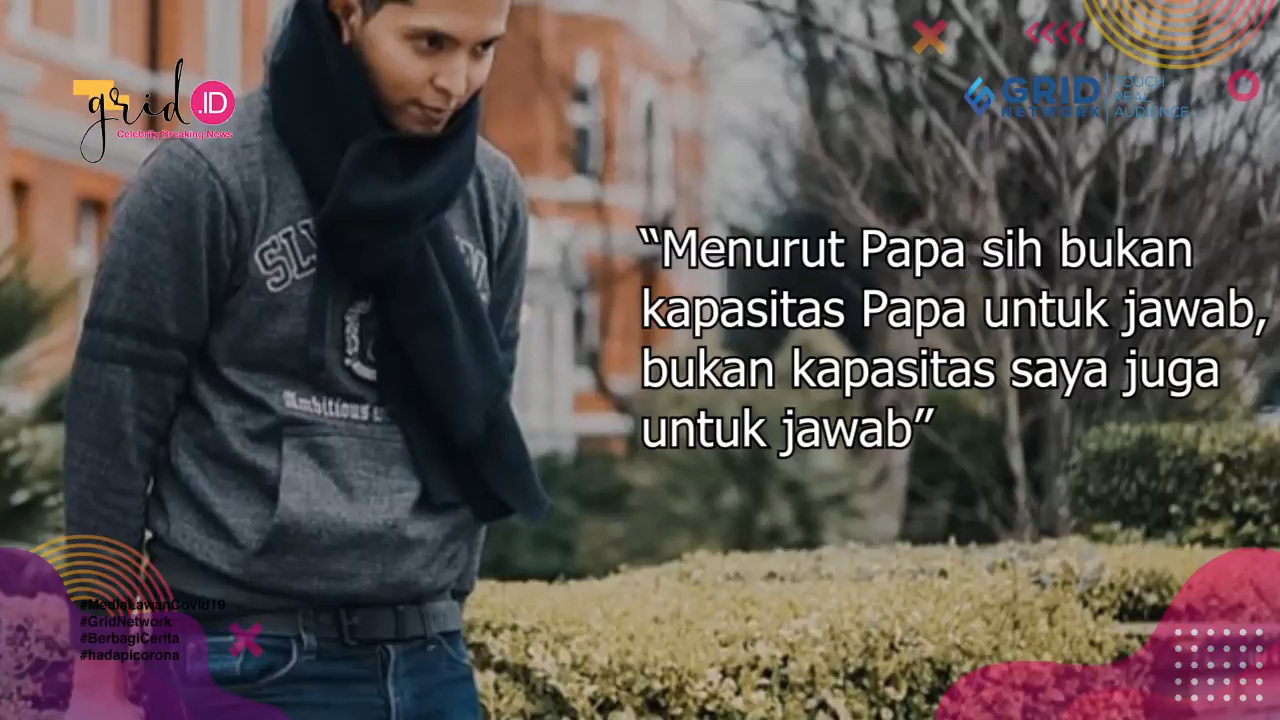 grid .ID
Celebrity Breaking News
GRID
NETWORK
TOUCH
REAL
AUDIENCE
“Menurut Papa sih bukan
kapasitas Papa untuk jawab,
bukan kapasitas saya juga
untuk jawab”
Ambitious
#MediaLawanCovid19
#GridNetwork
#BerbagiCerita
#hadapicorona